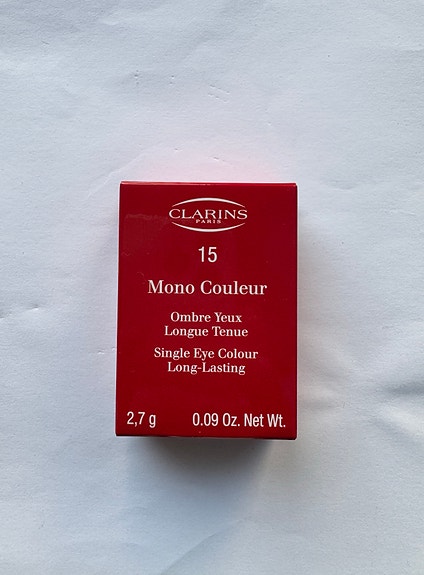 CLARINS
PARIS
15
Mono Couleur
Ombre Yeux
Longue Tenue
Single Eye Colour
Long-Lasting
2,7 g 0.09 Oz. Net Wt.